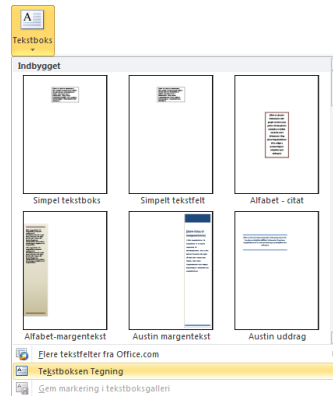 Tekstboks
Indbygget
Simpel tekstboks
Simpelt tekstfelt
Alfabet - citat
Alfabet-margentekst
Austin margentekst
Austin uddrag
Flere tekstfelter fra Office.com
Tekstboksen Tegning
Gem markering i tekstboksgalleri